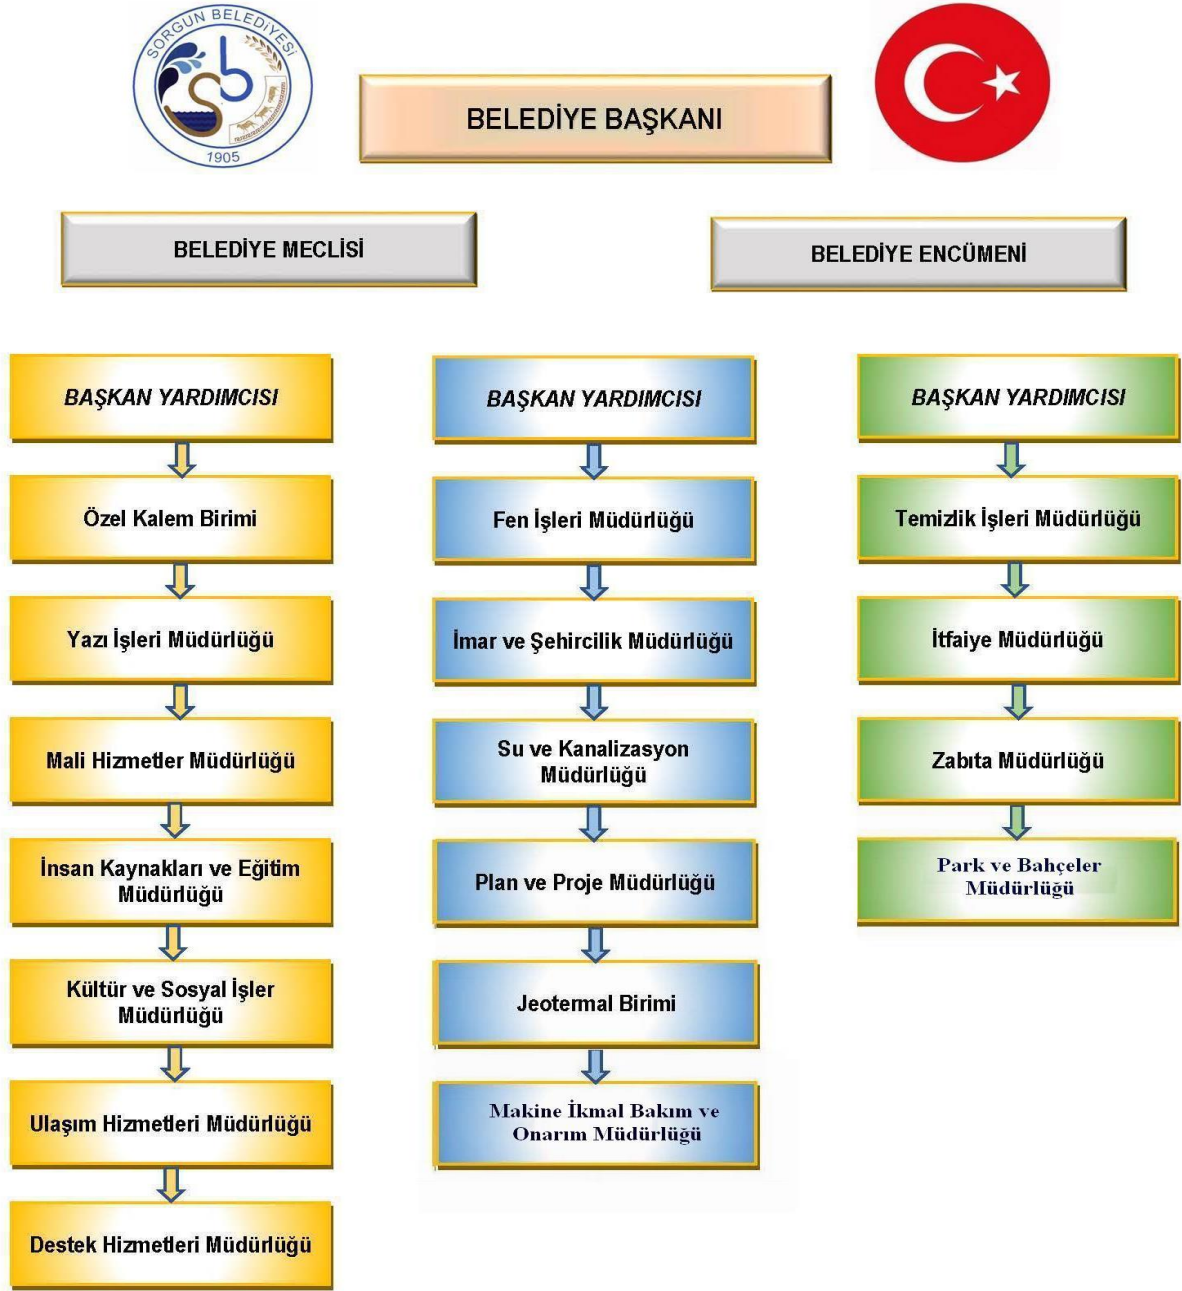 SORGUN BELEDİYESİ
1905
BELEDİYE BAŞKANI
BELEDİYE MECLİSİ
BELEDİYE ENCÜMENİ
BAŞKAN YARDIMCISI
Özel Kalem Birimi
Yazı İşleri Müdürlüğü
Mali Hizmetler Müdürlüğü
İnsan Kaynakları ve Eğitim
Müdürlüğü
Kültür ve Sosyal İşler
Müdürlüğü
Ulaşım Hizmetleri Müdürlüğü
Destek Hizmetleri Müdürlüğü
BAŞKAN YARDIMCISI
Fen İşleri Müdürlüğü
İmar ve Şehircilik Müdürlüğü
Su ve Kanalizasyon
Müdürlüğü
Plan ve Proje Müdürlüğü
Jeotermal Birimi
Makine İkmal Bakım ve
Onarım Müdürlüğü
BAŞKAN YARDIMCISI
Temizlik İşleri Müdürlüğü
İtfaiye Müdürlüğü
Zabıta Müdürlüğü
Park ve Bahçeler
Müdürlüğü